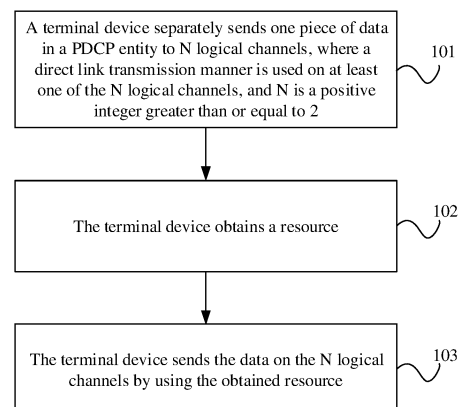 A terminal device separately sends one piece of data
in a PDCP entity to N logical channels, where a
direct link transmission manner is used on at least
one of the N logical channels, and N is a positive
integer greater than or equal to 2
101
The terminal device obtains a resource
102
The terminal device sends the data on the N logical
channels by using the obtained resource
103